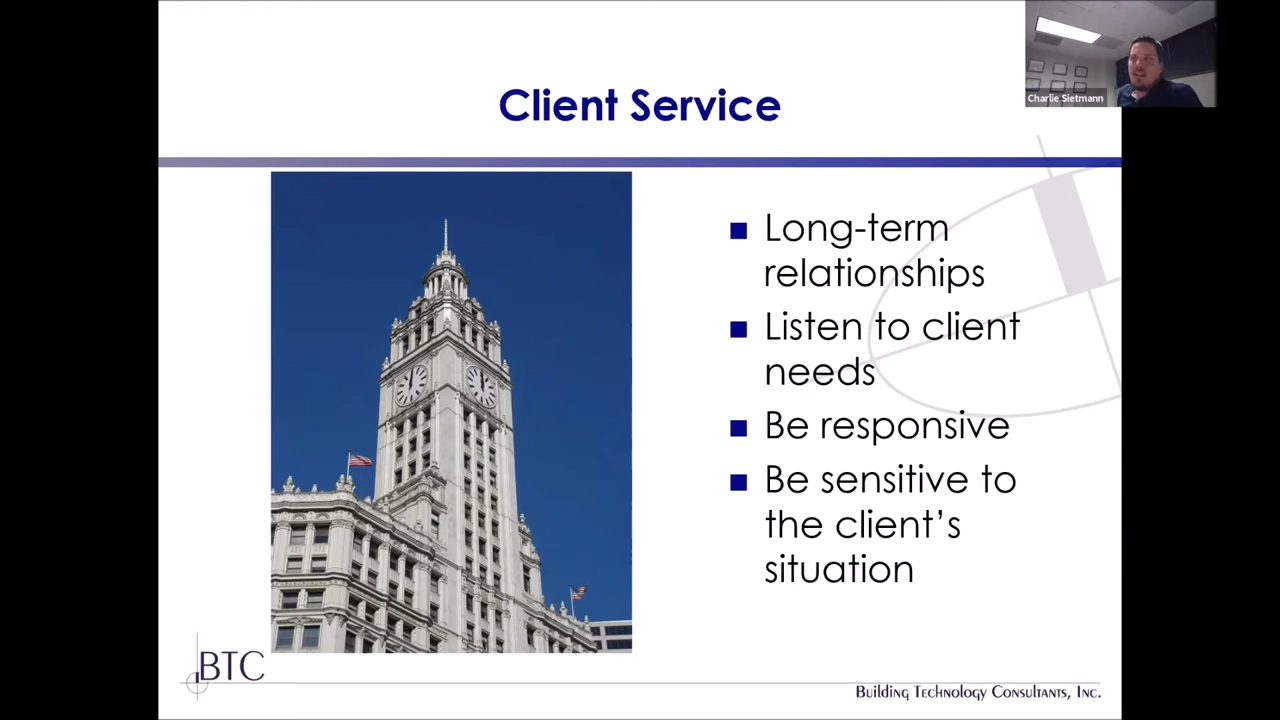 Charlie Sietmann
Client Service
Long-term
relationships
Listen to client
needs
Be responsive
Be sensitive to
the client’s
situation
BTC
Building Technology Consultants, Inc.